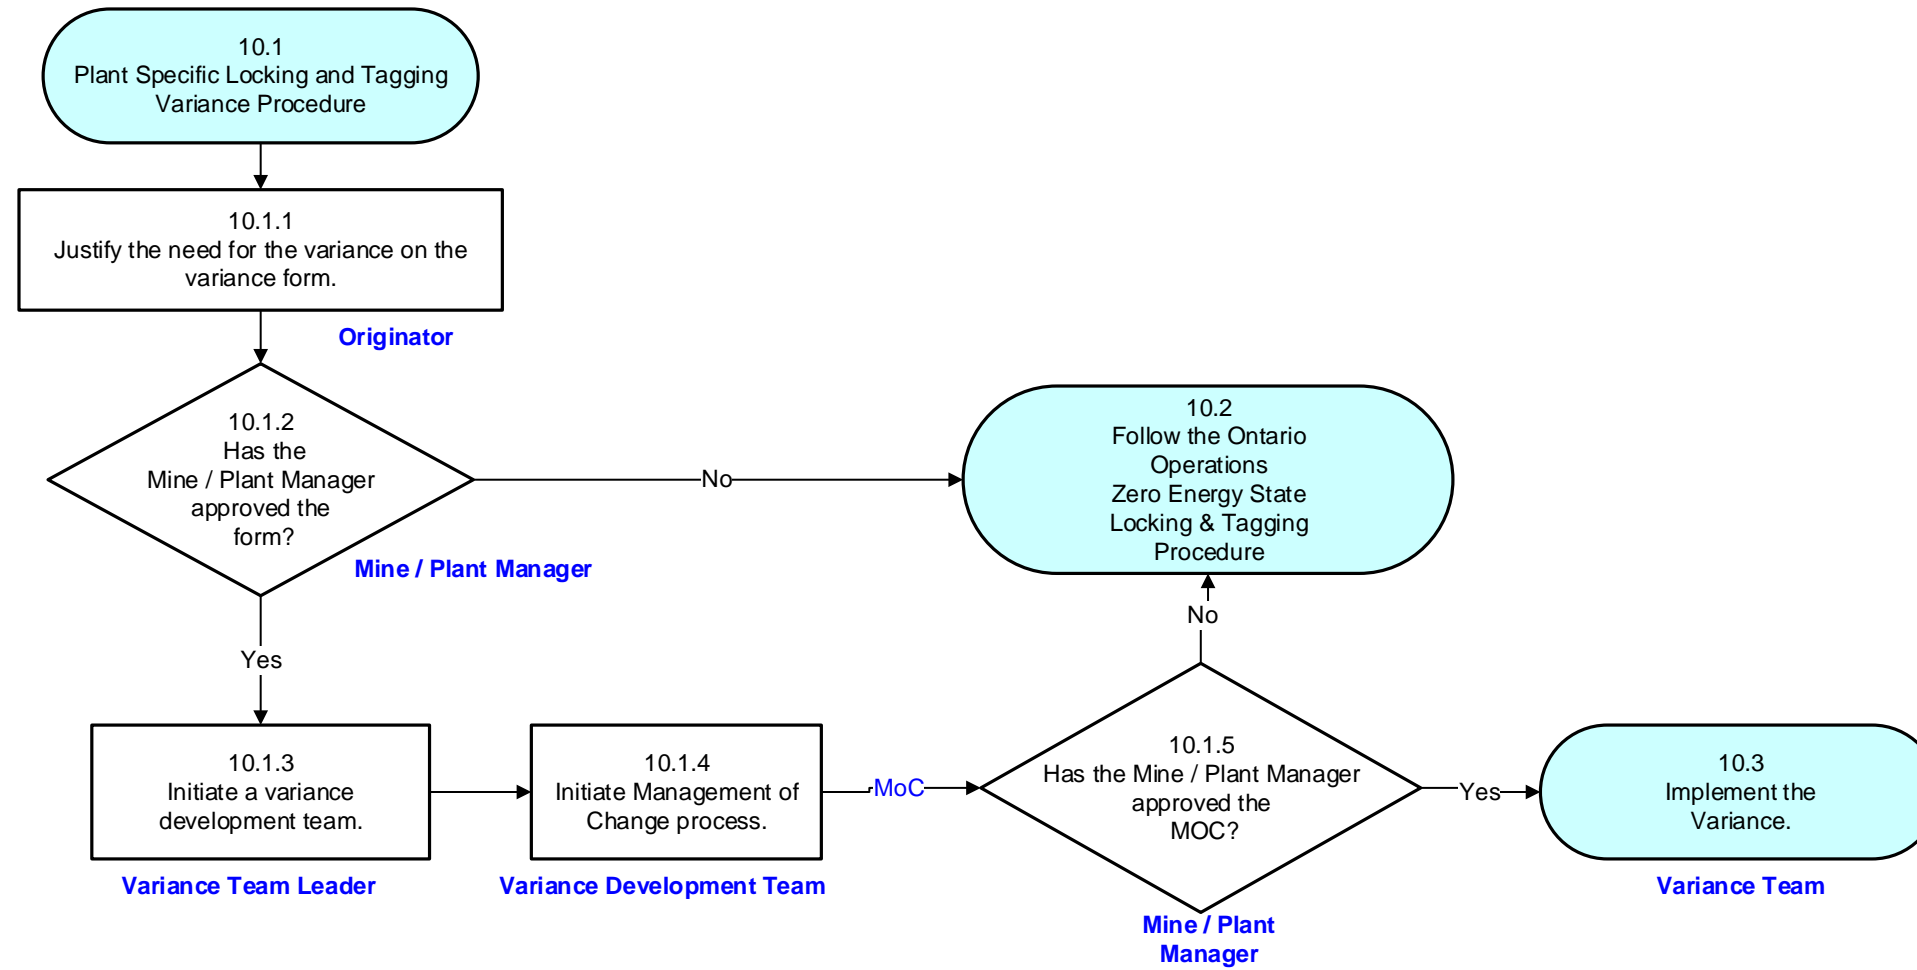 10.1
Plant Specific Locking and Tagging
Variance Procedure
10.1.1
Justify the need for the variance on the
variance form.
Originator
10.1.2
Has the
Mine / Plant Manager
approved the
form?
Mine / Plant Manager
No
10.2
Follow the Ontario
Operations
Zero Energy State
Locking & Tagging
Procedure
Yes
No
10.1.3
Initiate a variance
development team.
Variance Team Leader
10.1.4
Initiate Management of
Change process.
Variance Development Team
MoC
10.1.5
Has the Mine / Plant Manager
approved the
MOC?
Mine / Plant
Manager
Yes
10.3
Implement the
Variance.
Variance Team